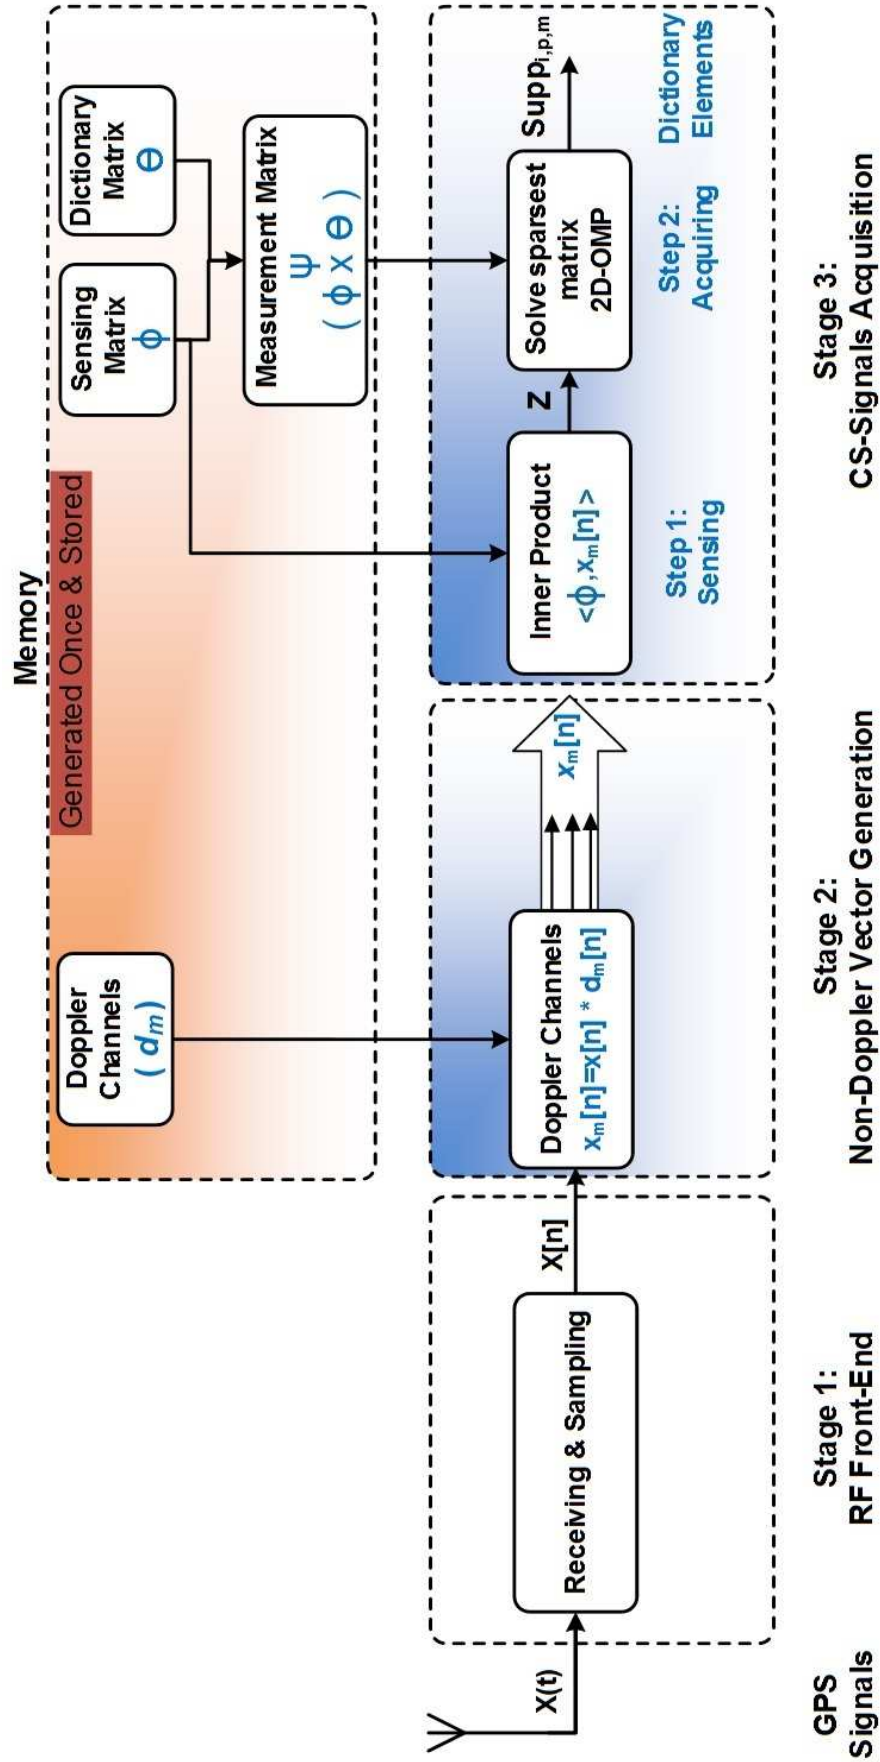 Memory
Generated Once & Stored
Doppler
Channels
( dm)
Sensing
Matrix
ϕ
Dictionary
Matrix
Θ
Measurement Matrix
Ψ
( ϕ x Θ )
X(t)
Receiving & Sampling
X[n]
Doppler Channels
xm[n]=x[n] * dm[n]
xm[n]
Inner Product
<ϕ,xm[n]>
Z
Solve sparsest
matrix
2D-OMP
Suppi,p,m
Step 1:
Sensing
Step 2:
Acquiring
Dictionary
Elements
GPS
Signals
Stage 1:
RF Front-End
Stage 2:
Non-Doppler Vector Generation
Stage 3:
CS-Signals Acquisition